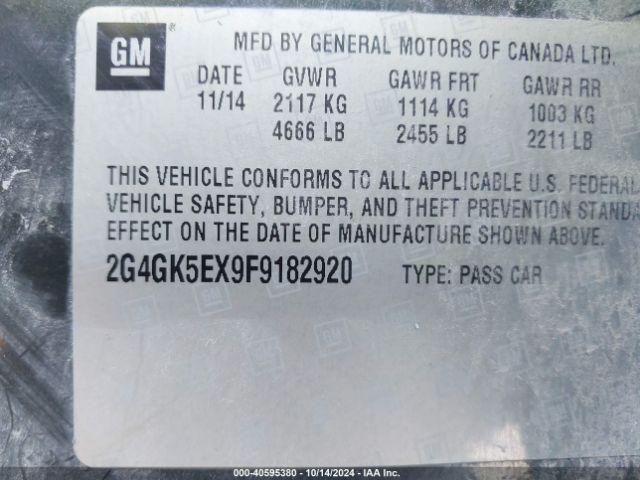 GM
MFD BY GENERAL MOTORS OF CANADA LTD.
DATE GVWR GAWR FRT GAWR RR
11/14 2117 KG 1114 KG 1003 KG
4666 LB 2455 LB 2211 LB
THIS VEHICLE CONFORMS TO ALL APPLICABLE U.S. FEDERAL
VEHICLE SAFETY, BUMPER, AND THEFT PREVENTION STANDA
EFFECT ON THE DATE OF MANUFACTURE SHOWN ABOVE.
2G4GK5EX9F9182920 TYPE: PASS CAR
000-40595380 - 10/14/2024 - IAA Inc.